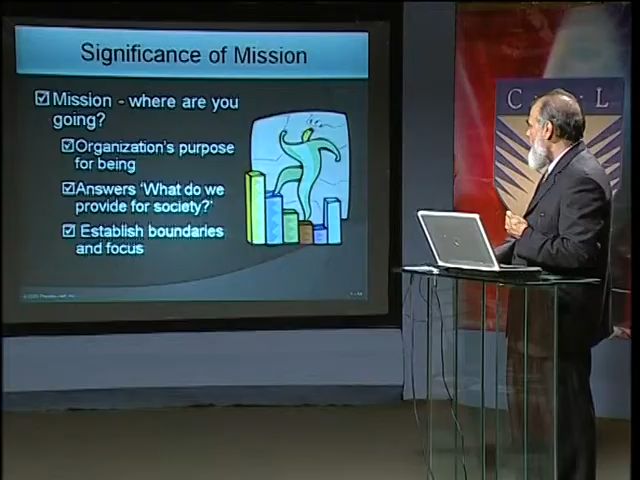 Significance of Mission
Mission - where are you
going?
Organization's purpose
for being
Answers 'What do we
provide for society?'
Establish boundaries
and focus
C L